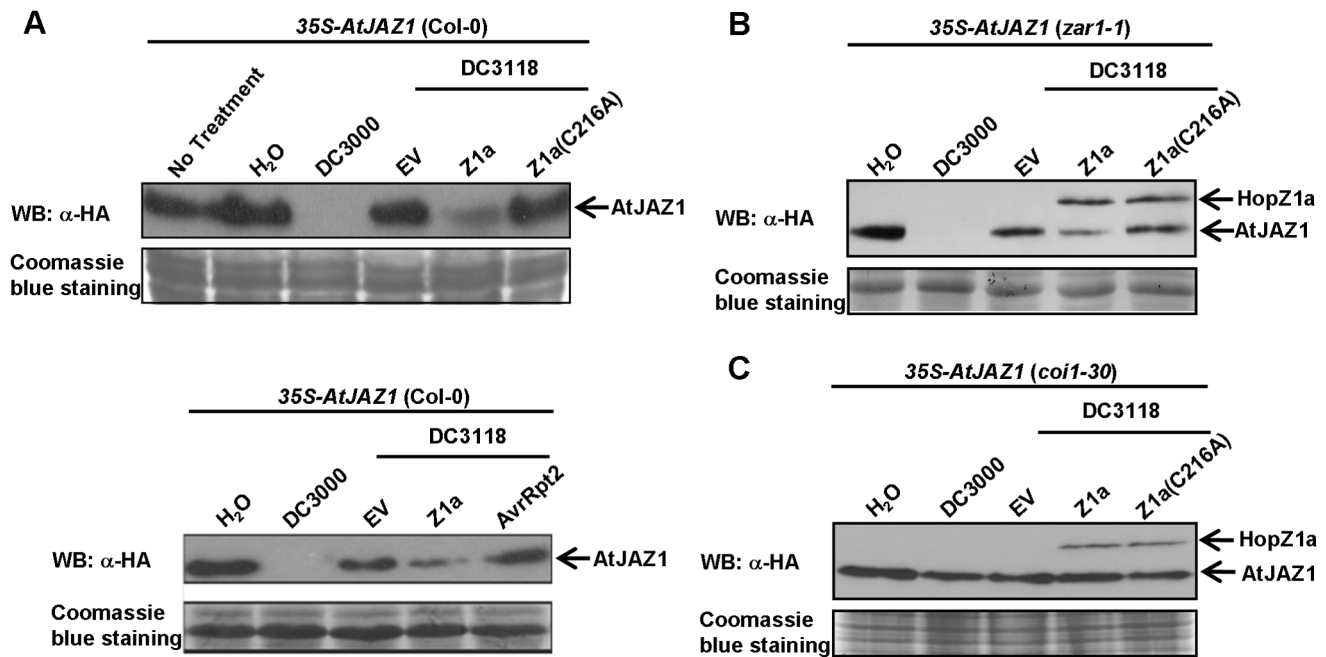 A
35S-AtJAZ1 (Col-0)
DC3118
No Treatment
H₂O
DC3000
EV
Z1a
Z1a(C216A)
WB: α-HA
AtJAZ1
Coomassie
blue staining
35S-AtJAZ1 (Col-0)
DC3118
H₂O
DC3000
EV
Z1a
AvrRpt2
WB: α-HA
AtJAZ1
Coomassie
blue staining
B
35S-AtJAZ1 (zar1-1)
DC3118
H₂O
DC3000
EV
Z1a
Z1a(C216A)
WB: α-HA
HopZ1a
AtJAZ1
Coomassie
blue staining
C
35S-AtJAZ1 (coi1-30)
DC3118
H₂O
DC3000
EV
Z1a
Z1a(C216A)
WB: α-HA
HopZ1a
AtJAZ1
Coomassie
blue staining